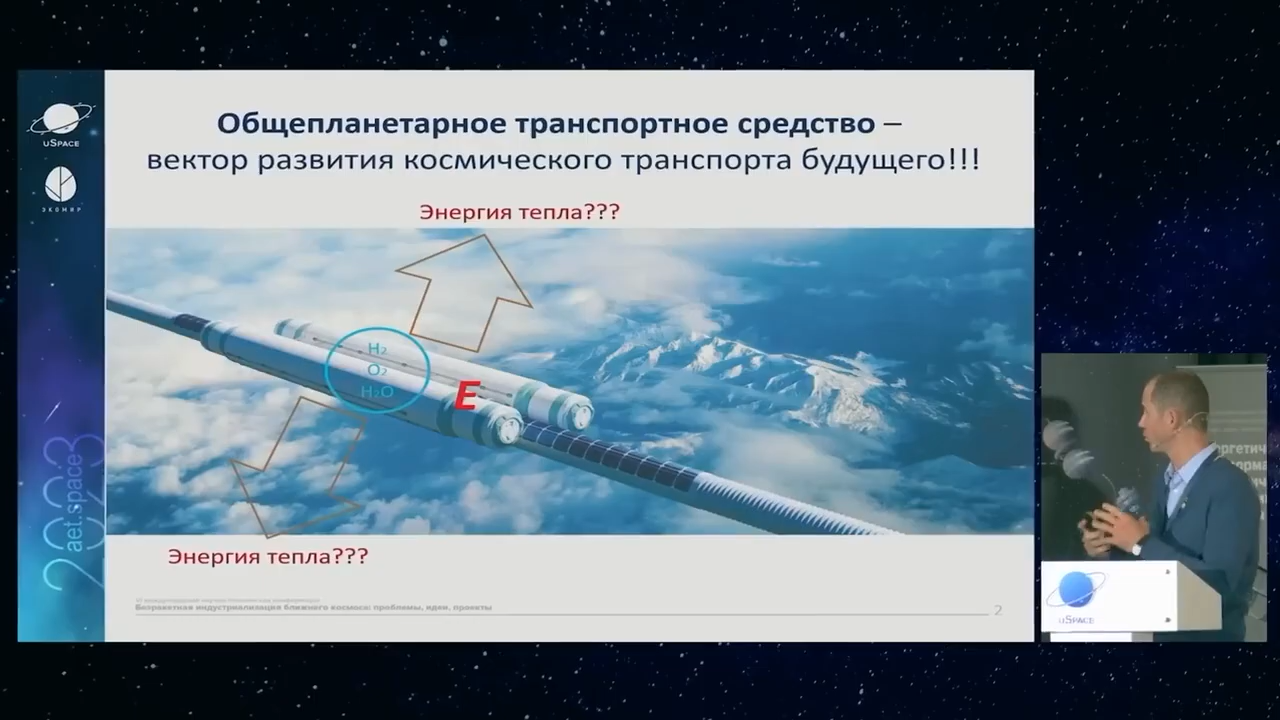 Общепланетарное транспортное средство –
вектор развития космического транспорта будущего!!!
Энергия тепла???
H₂
O₂
H₂O
E
Энергия тепла???
Безракетная индустриализация ближнего космоса: проблемы, идеи, проекты
2
uSpace
ЭКОМИР
2023
aet.space
uSpace